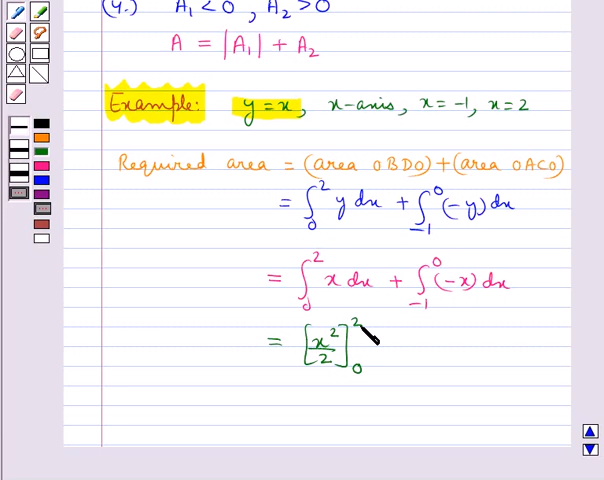 (4.) A₁ < 0 , A₂ > 0
A = |A₁| + A₂
Example: y = x, x-axis, x = -1, x = 2
Required area = (area OBDO) + (area OACO)
= ∫₀² y dx + ∫₋₁⁰ (-y) dx
= ∫₀² x dx + ∫₋₁⁰ (-x) dx
= [x²/2]₀²